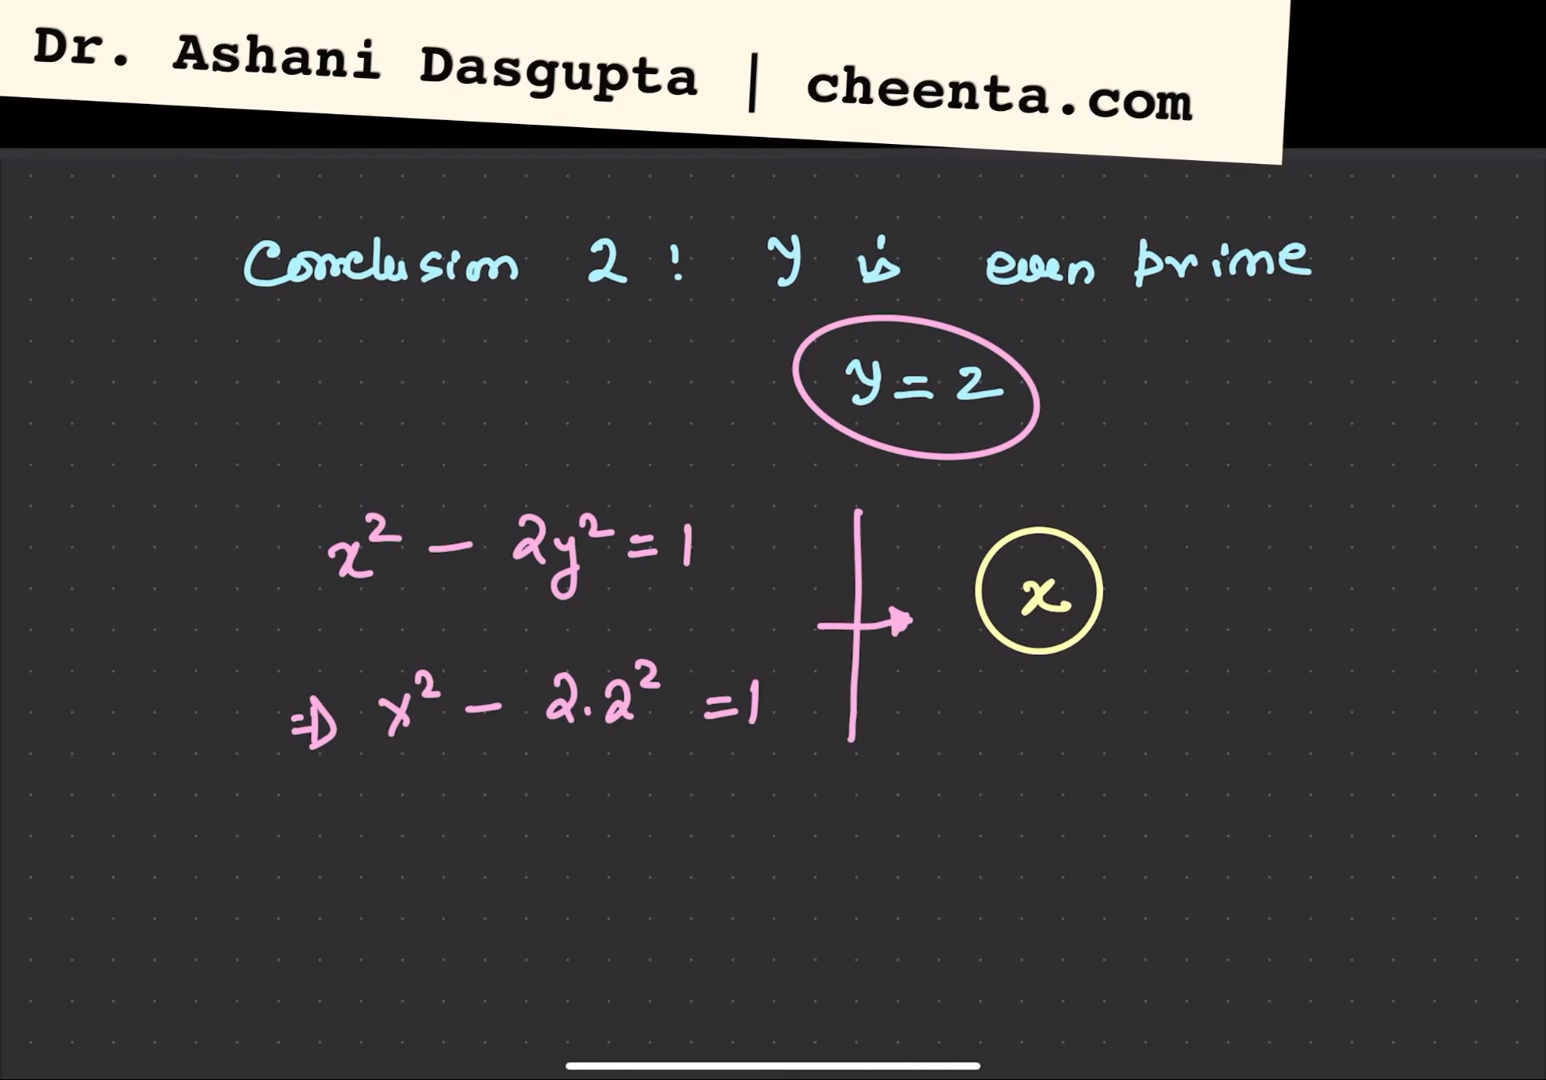 Dr. Ashani Dasgupta | cheenta.com
Conclusion 2: y is even prime
y = 2
x² - 2y² = 1
x
⇒ x² - 2.2² = 1